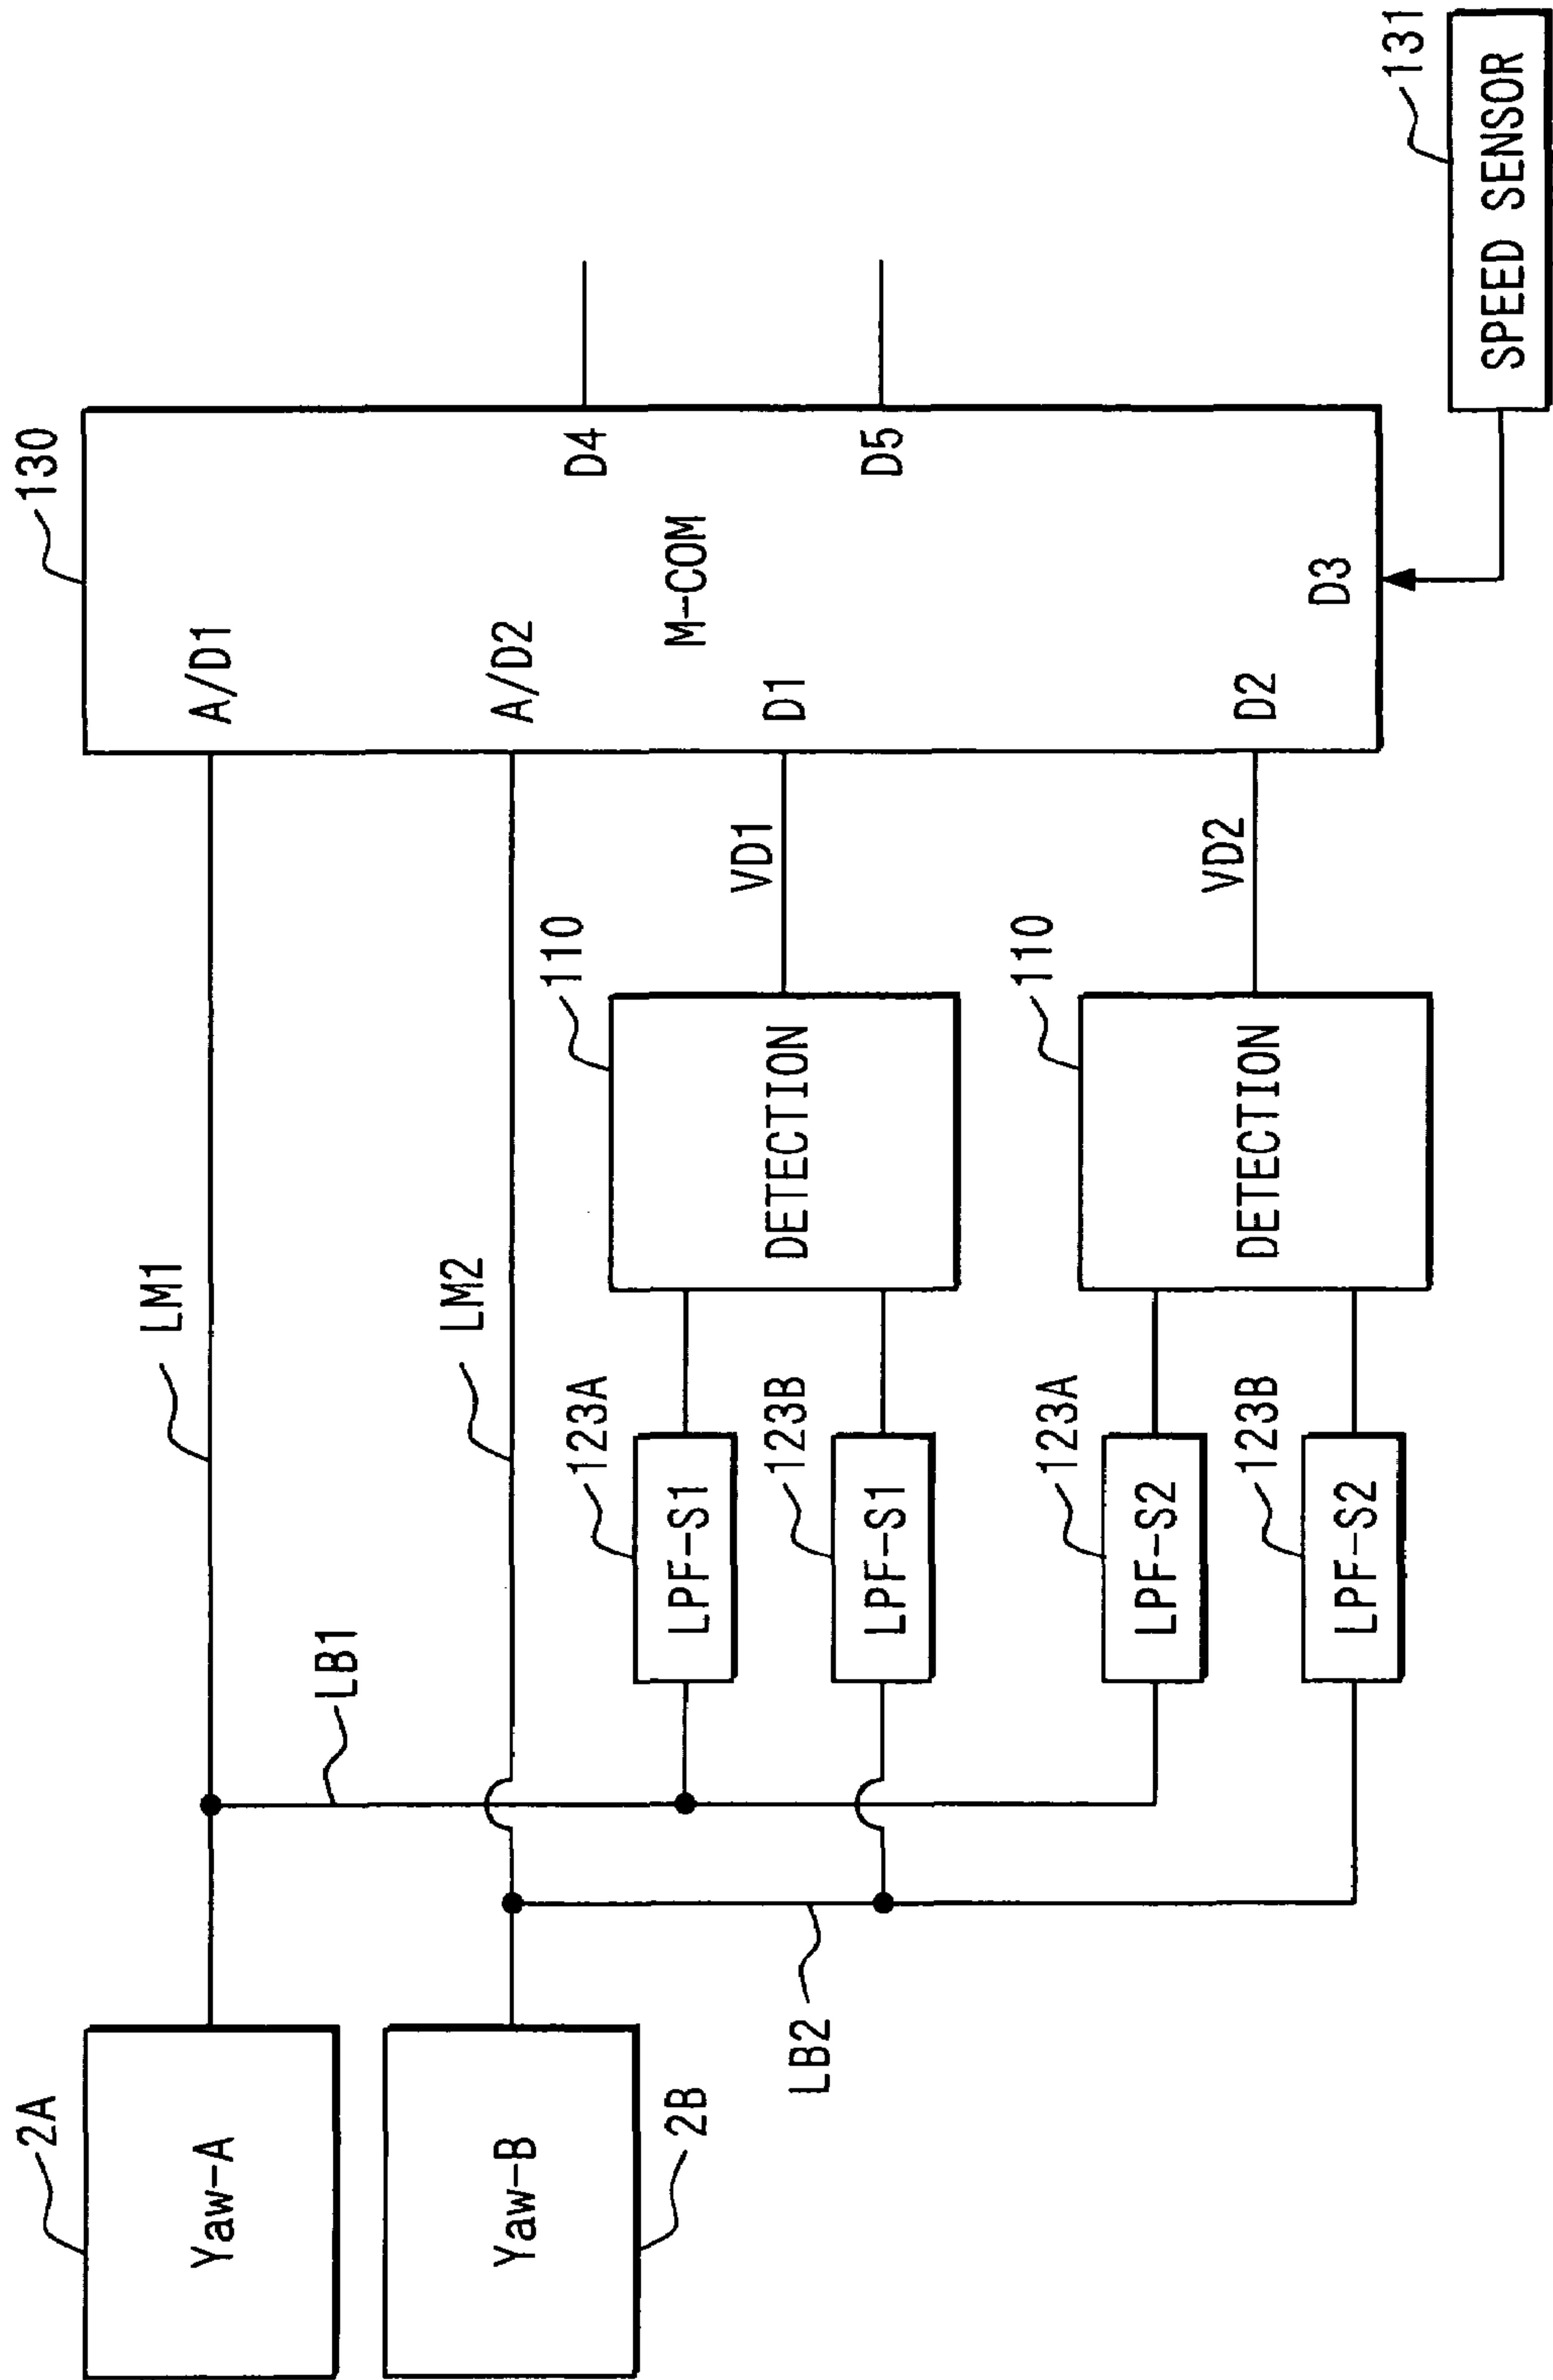 2A
Yaw-A
2B
Yaw-B
LM1
LM2
LB1
LB2
123A
LPF-S1
123B
LPF-S1
123A
LPF-S2
123B
LPF-S2
110
DETECTION
110
DETECTION
VD1
VD2
130
A/D1
A/D2
M-COM
D1
D2
D3
D4
D5
131
SPEED SENSOR